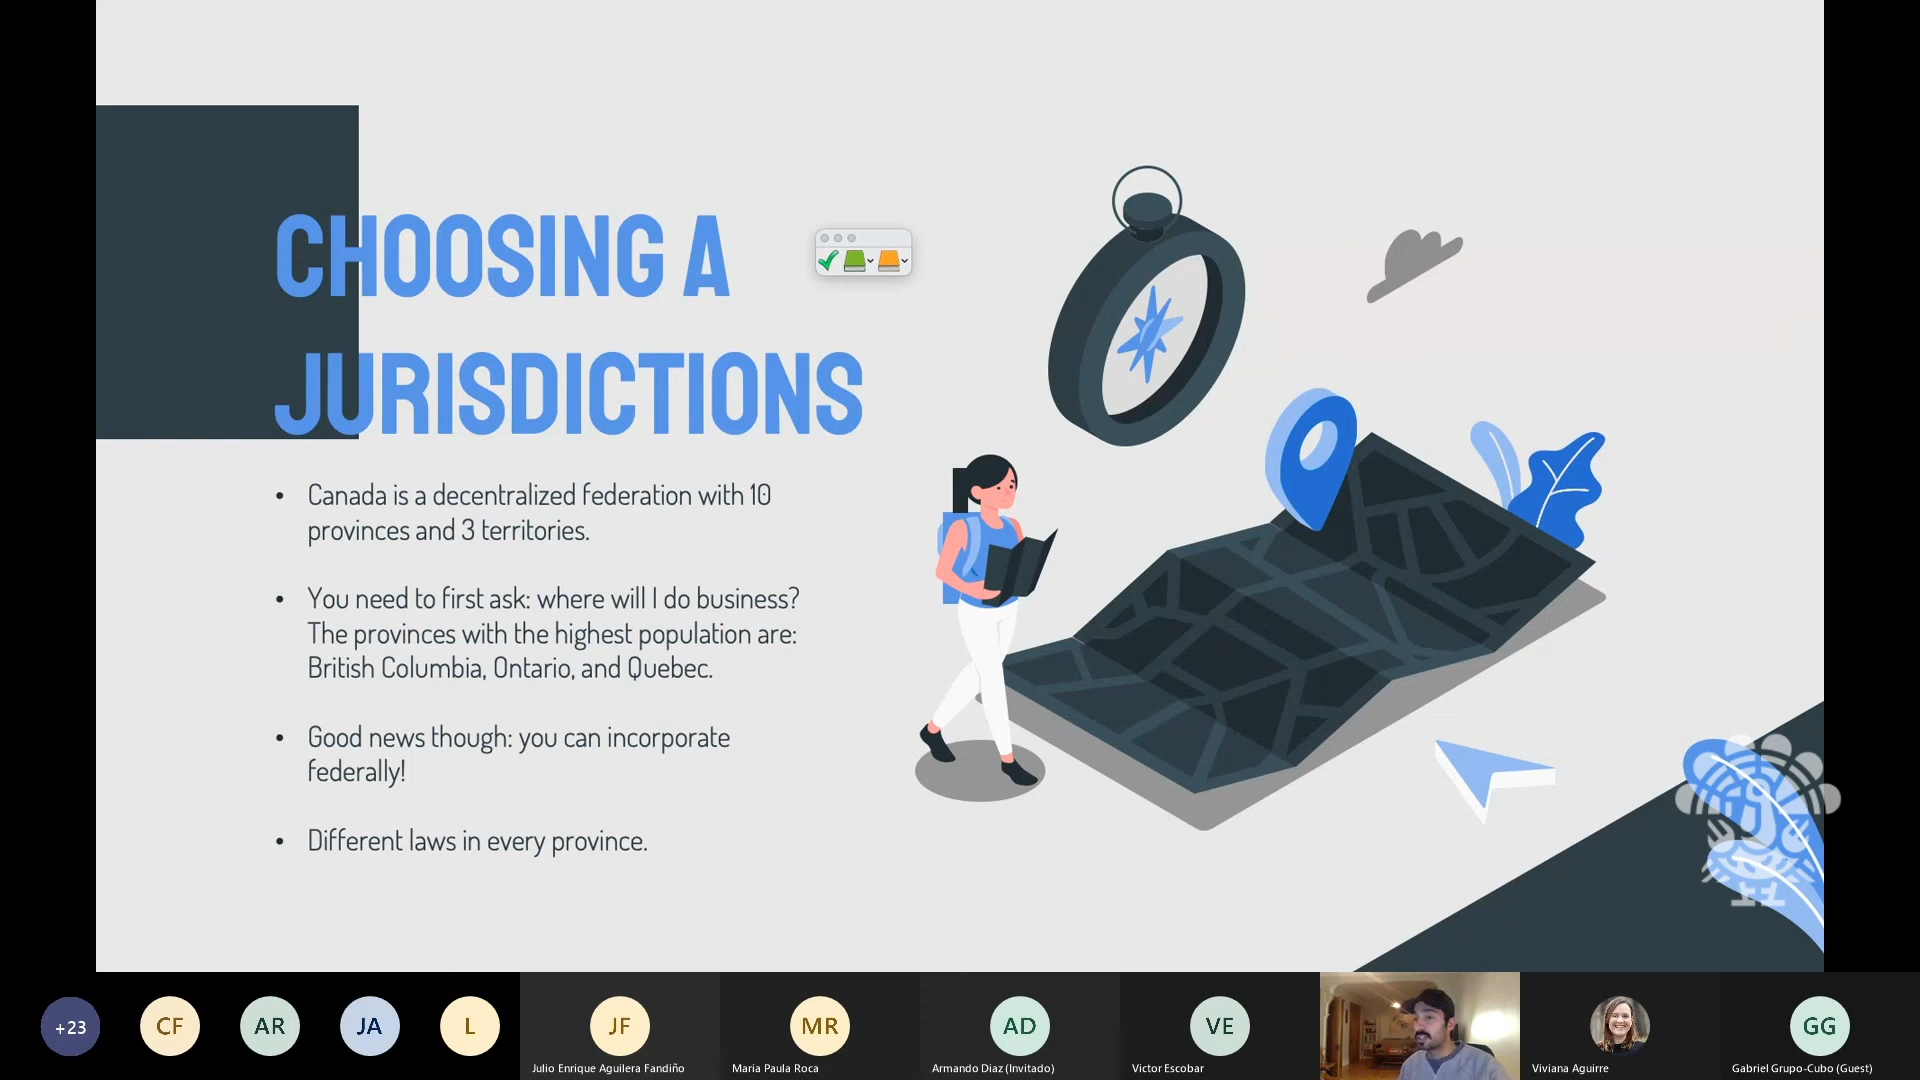 CHOOSING A
JURISDICTIONS
• Canada is a decentralized federation with 10
provinces and 3 territories.
• You need to first ask: where will I do business?
The provinces with the highest population are:
British Columbia, Ontario, and Quebec.
• Good news though: you can incorporate
federally!
• Different laws in every province.
+23
CF
AR
JA
L
JF
MR
AD
VE
GG
Julio Enrique Aguilera Fandiño
Maria Paula Roca
Armando Diaz (Invitado)
Victor Escobar
Viviana Aguirre
Gabriel Grupo-Cubo (Guest)